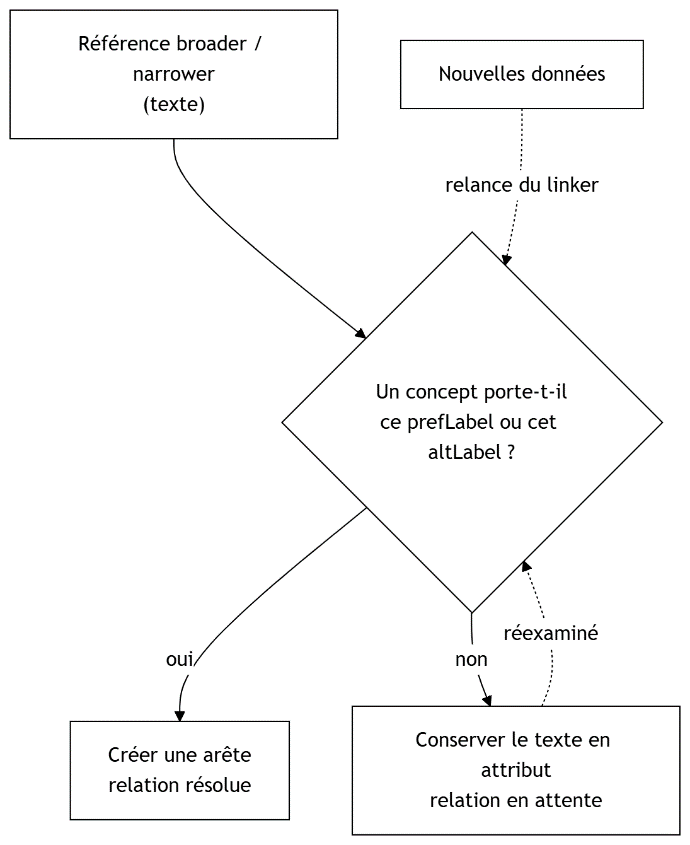 Référence broader /
narrower
(texte)
Nouvelles données
relance du linker
Un concept porte-t-il
ce prefLabel ou cet
altLabel ?
réexaminé
oui
non
Créer une arête
relation résolue
Conserver le texte en
attribut
relation en attente